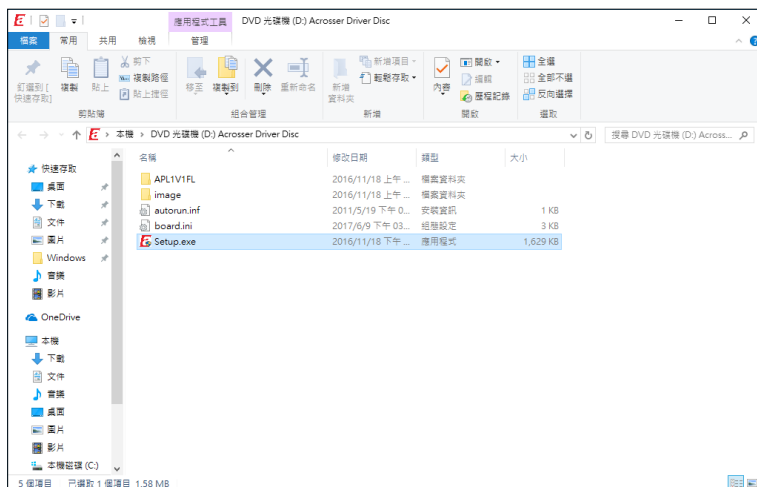 應用程式工具
DVD 光碟機 (D:) Acrosser Driver Disc
檔案
常用
共用
檢視
管理
釘選到 [
快速存取]
複製
貼上
剪下
複製路徑
貼上捷徑
剪貼簿
移至
複製到
刪除
重新命名
組合管理
新增
資料夾
新增項目
輕鬆存取
新增
內容
開啟
編輯
歷程記錄
開啟
全選
全部不選
反向選擇
選取
本機 › DVD 光碟機 (D:) Acrosser Driver Disc
搜尋 DVD 光碟機 (D:) Across...
名稱
修改日期
類型
大小
快速存取
桌面
下載
文件
圖片
Windows
音樂
影片
OneDrive
本機
下載
文件
音樂
桌面
圖片
影片
本機磁碟 (C:)
APL1V1FL 2016/11/18 上午 ... 檔案資料夾
image 2016/11/18 上午 ... 檔案資料夾
autorun.inf 2011/5/19 下午 0... 安裝資訊 1 KB
board.ini 2017/6/9 下午 03... 組態設定 3 KB
Setup.exe 2016/11/18 下午 ... 應用程式 1,629 KB
5 個項目 已選取 1 個項目 1.58 MB